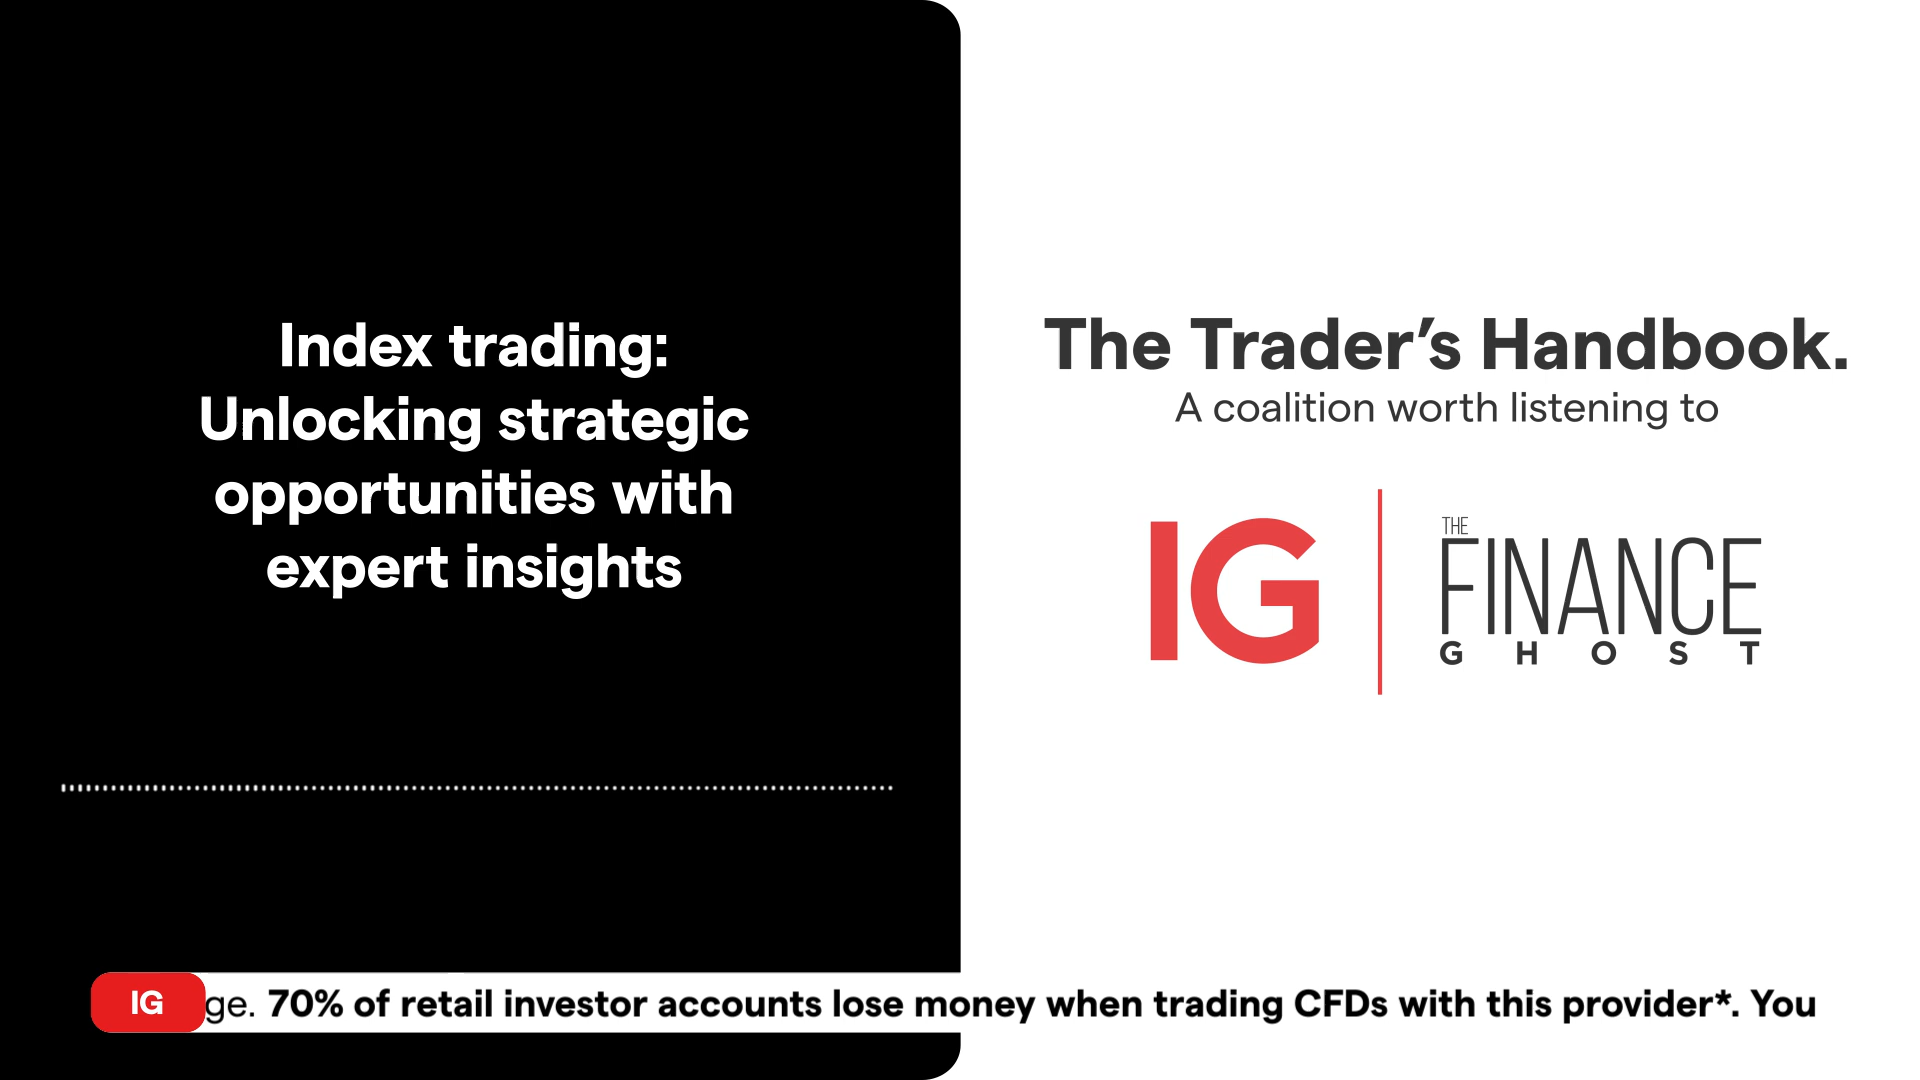 Index trading:
Unlocking strategic
opportunities with
expert insights
The Trader’s Handbook.
A coalition worth listening to
IG
THE
FINANCE
GHOST
IG
ge. 70% of retail investor accounts lose money when trading CFDs with this provider*. You